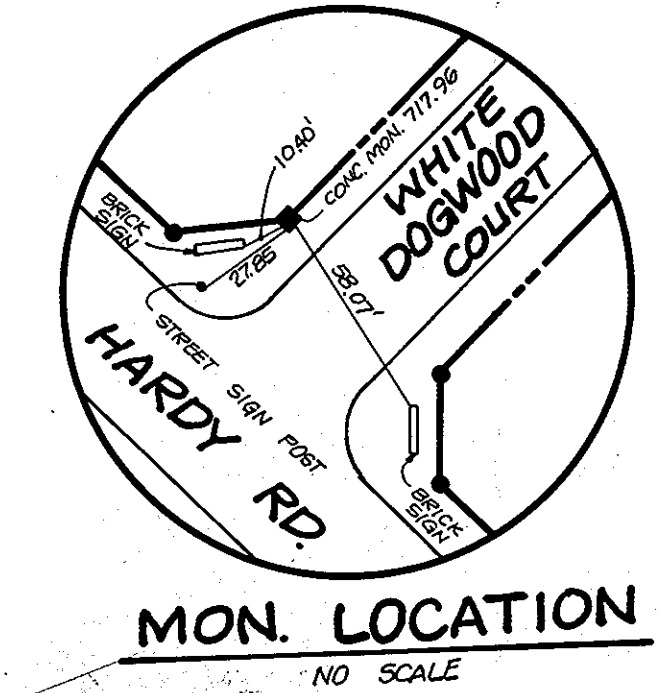 10.40'
CONC. MON. 717.96
WHITE
DOGWOOD
COURT
BRICK
SIGN
27.85
58.07'
STREET SIGN POST
HARDY RD.
BRICK
SIGN
MON. LOCATION
NO SCALE